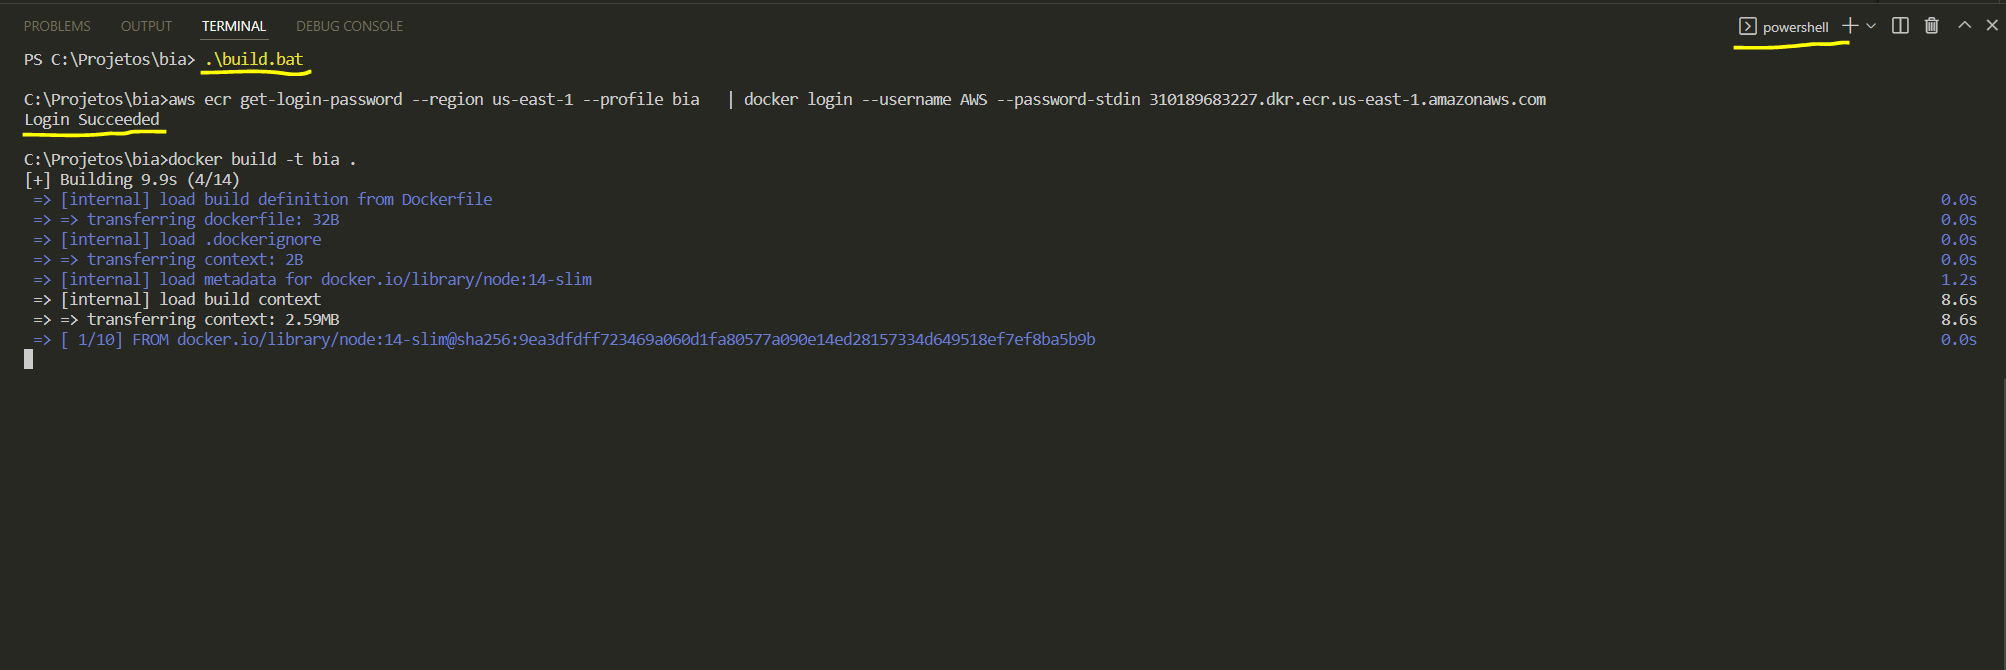 PROBLEMS OUTPUT TERMINAL DEBUG CONSOLE powershell
PS C:\Projetos\bia> .\build.bat
C:\Projetos\bia>aws ecr get-login-password --region us-east-1 --profile bia   | docker login --username AWS --password-stdin 310189683227.dkr.ecr.us-east-1.amazonaws.com
Login Succeeded
C:\Projetos\bia>docker build -t bia .
[+] Building 9.9s (4/14)
=> [internal] load build definition from Dockerfile 0.0s
=> => transferring dockerfile: 32B 0.0s
=> [internal] load .dockerignore 0.0s
=> => transferring context: 2B 0.0s
=> [internal] load metadata for docker.io/library/node:14-slim 1.2s
=> [internal] load build context 8.6s
=> => transferring context: 2.59MB 8.6s
=> [ 1/10] FROM docker.io/library/node:14-slim@sha256:9ea3dfdff723469a060d1fa80577a090e14ed28157334d649518ef7ef8ba5b9b 0.0s